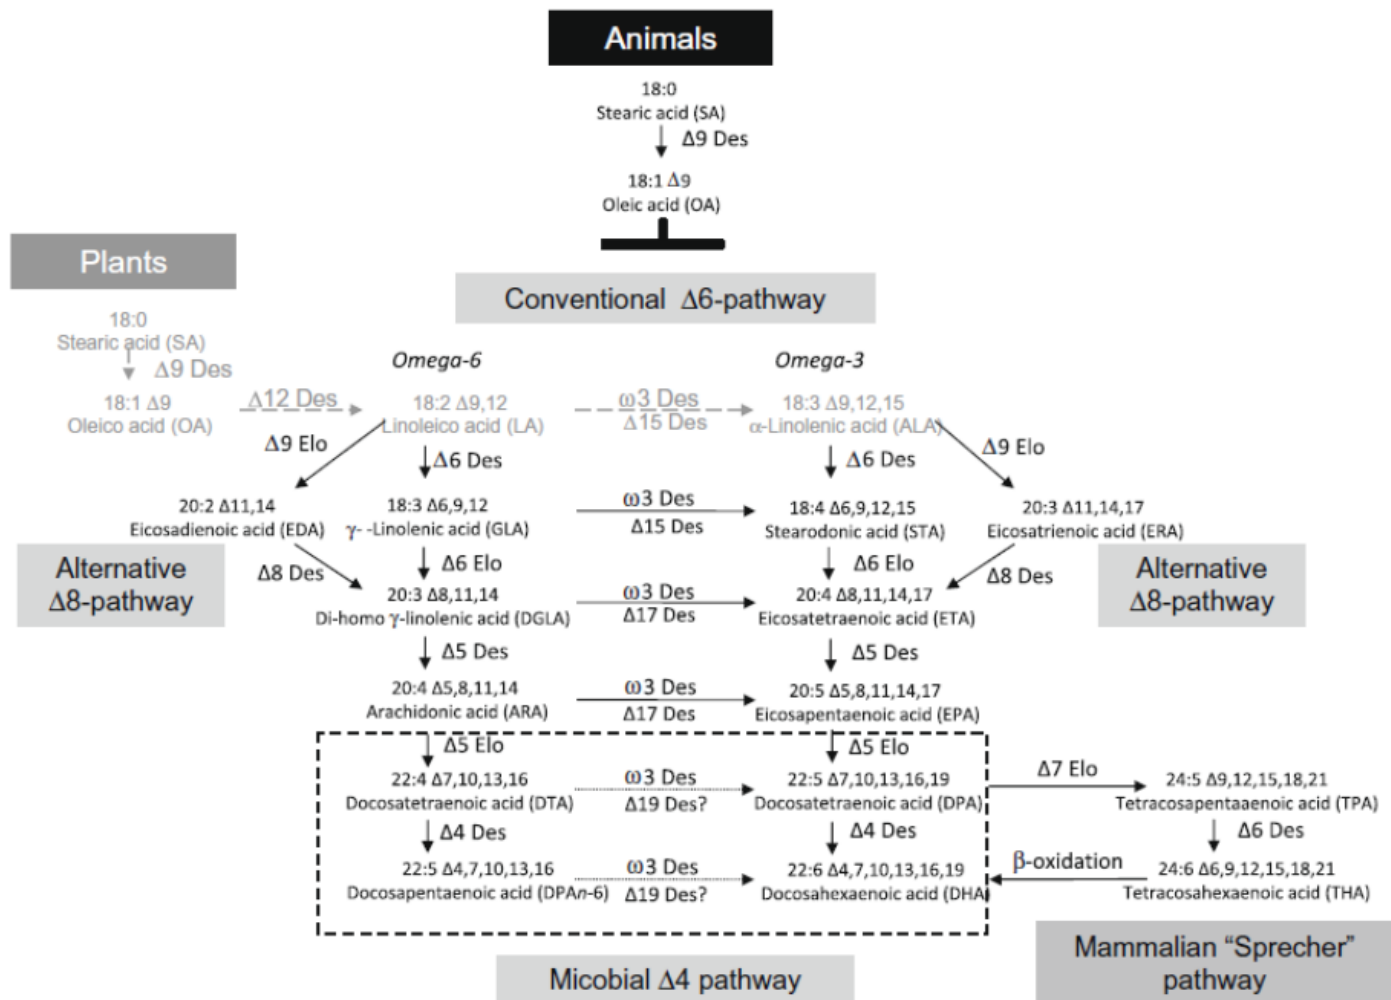 Animals
18:0
Stearic acid (SA)
Δ9 Des
18:1 Δ9
Oleic acid (OA)
Plants
Conventional Δ6-pathway
18:0
Stearic acid (SA)
Δ9 Des
18:1 Δ9
Oleico acid (OA)
Δ12 Des
Omega-6
Omega-3
18:2 Δ9,12
Linoleico acid (LA)
ω3 Des
Δ15 Des
18:3 Δ9,12,15
α-Linolenic acid (ALA)
Δ9 Elo
Δ6 Des
Δ6 Des
Δ9 Elo
20:2 Δ11,14
Eicosadienoic acid (EDA)
18:3 Δ6,9,12
γ- -Linolenic acid (GLA)
ω3 Des
Δ15 Des
18:4 Δ6,9,12,15
Stearodonic acid (STA)
20:3 Δ11,14,17
Eicosatrienoic acid (ERA)
Alternative
Δ8-pathway
Δ8 Des
Δ6 Elo
Δ6 Elo
Δ8 Des
Alternative
Δ8-pathway
20:3 Δ8,11,14
Di-homo γ-linolenic acid (DGLA)
ω3 Des
Δ17 Des
20:4 Δ8,11,14,17
Eicosatetraenoic acid (ETA)
Δ5 Des
Δ5 Des
20:4 Δ5,8,11,14
Arachidonic acid (ARA)
ω3 Des
Δ17 Des
20:5 Δ5,8,11,14,17
Eicosapentaenoic acid (EPA)
Δ5 Elo
Δ5 Elo
22:4 Δ7,10,13,16
Docosatetraenoic acid (DTA)
ω3 Des
Δ19 Des?
22:5 Δ7,10,13,16,19
Docosatetraenoic acid (DPA)
Δ7 Elo
24:5 Δ9,12,15,18,21
Tetracosapentaaenoic acid (TPA)
Δ4 Des
Δ4 Des
Δ6 Des
22:5 Δ4,7,10,13,16
Docosapentaenoic acid (DPAn-6)
ω3 Des
Δ19 Des?
22:6 Δ4,7,10,13,16,19
Docosahexaenoic acid (DHA)
β-oxidation
24:6 Δ6,9,12,15,18,21
Tetracosahexaenoic acid (THA)
Micobial Δ4 pathway
Mammalian “Sprecher”
pathway